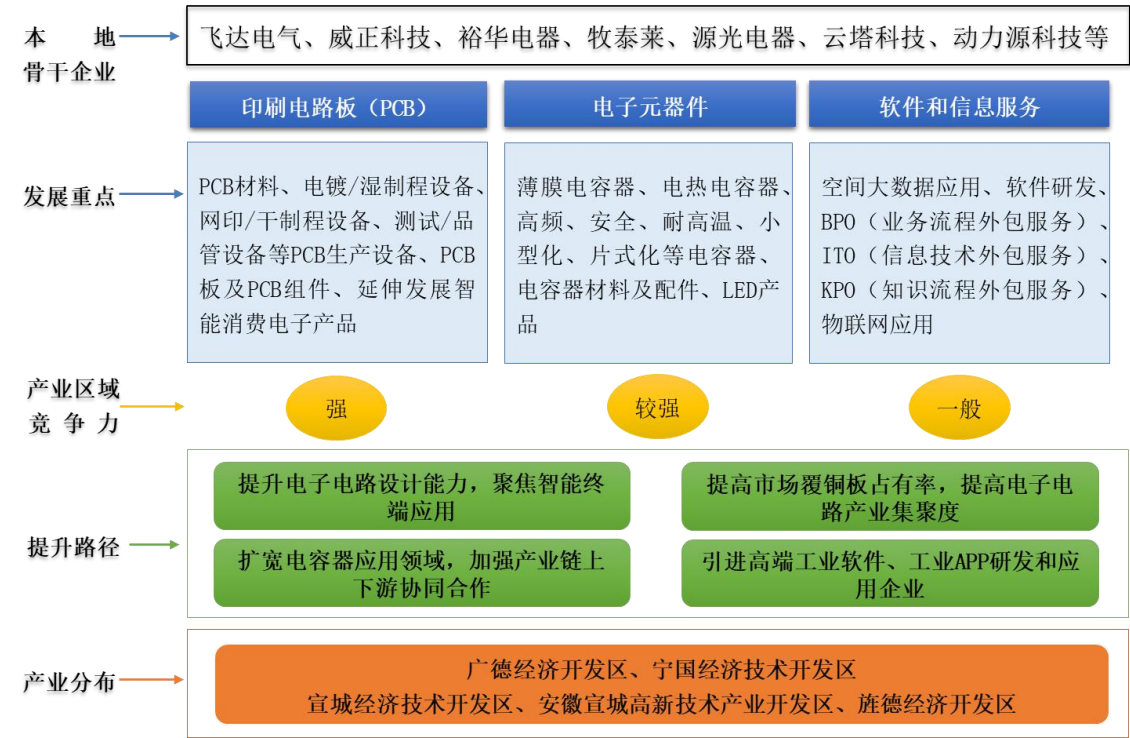 本 地
骨干企业
飞达电气、威正科技、裕华电器、牧泰莱、源光电器、云塔科技、动力源科技等
印刷电路板（PCB）
电子元器件
软件和信息服务
发展重点
PCB材料、电镀/湿制程设备、
网印/干制程设备、测试/品
管设备等PCB生产设备、PCB
板及PCB组件、延伸发展智
能消费电子产品
薄膜电容器、电热电容器、
高频、安全、耐高温、小
型化、片式化等电容器、
电容器材料及配件、LED产
品
空间大数据应用、软件研发、
BPO（业务流程外包服务）、
ITO（信息技术外包服务）、
KPO（知识流程外包服务）、
物联网应用
产业区域
竞 争 力
强
较强
一般
提升路径
提升电子电路设计能力，聚焦智能终
端应用
提高市场覆铜板占有率，提高电子电
路产业集聚度
扩宽电容器应用领域，加强产业链上
下游协同合作
引进高端工业软件、工业APP研发和应
用企业
产业分布
广德经济开发区、宁国经济技术开发区
宣城经济技术开发区、安徽宣城高新技术产业开发区、旌德经济开发区